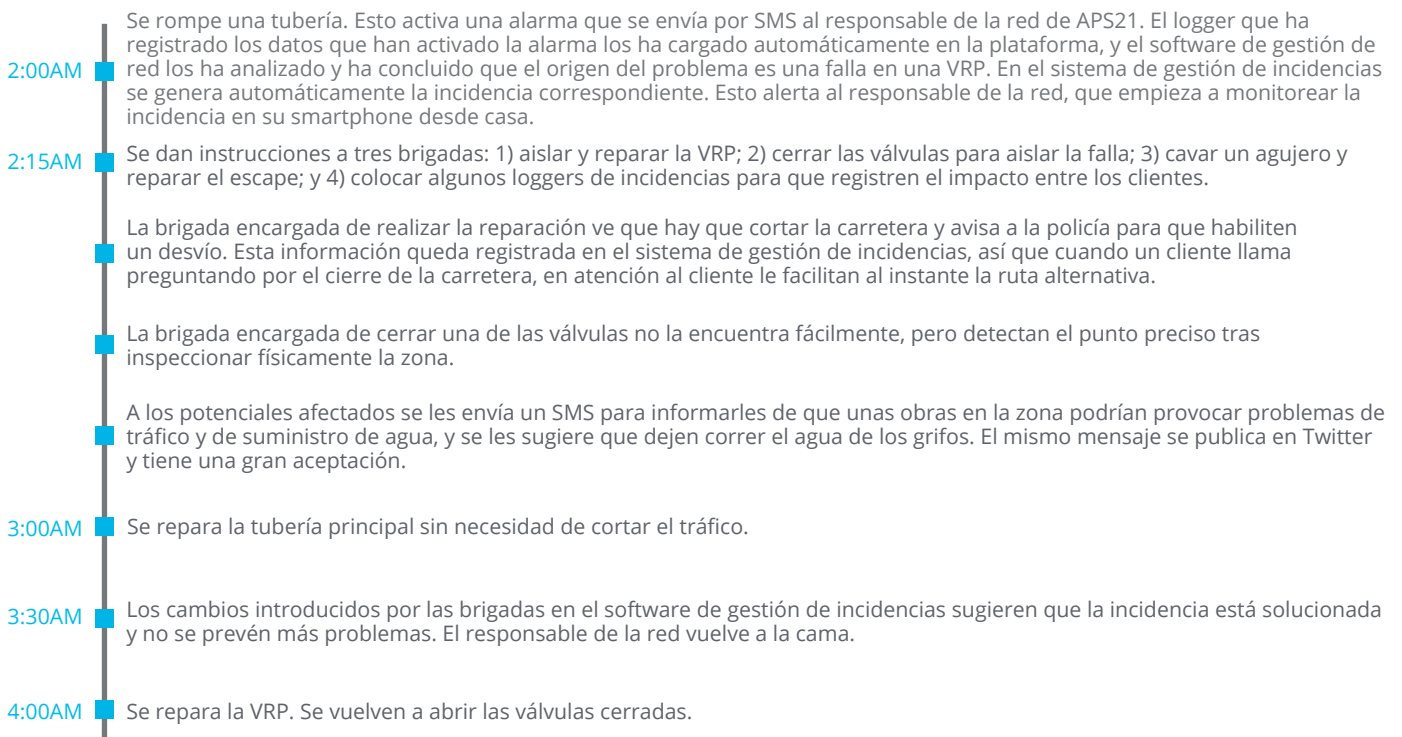 Se rompe una tubería. Esto activa una alarma que se envía por SMS al responsable de la red de APS21. El logger que ha
registrado los datos que han activado la alarma los ha cargado automáticamente en la plataforma, y el software de gestión de
2:00AM red los ha analizado y ha concluido que el origen del problema es una falla en una VRP. En el sistema de gestión de incidencias
se genera automáticamente la incidencia correspondiente. Esto alerta al responsable de la red, que empieza a monitorear la
incidencia en su smartphone desde casa.
2:15AM Se dan instrucciones a tres brigadas: 1) aislar y reparar la VRP; 2) cerrar las válvulas para aislar la falla; 3) cavar un agujero y
reparar el escape; y 4) colocar algunos loggers de incidencias para que registren el impacto entre los clientes.
La brigada encargada de realizar la reparación ve que hay que cortar la carretera y avisa a la policía para que habiliten
un desvío. Esta información queda registrada en el sistema de gestión de incidencias, así que cuando un cliente llama
preguntando por el cierre de la carretera, en atención al cliente le facilitan al instante la ruta alternativa.
La brigada encargada de cerrar una de las válvulas no la encuentra fácilmente, pero detectan el punto preciso tras
inspeccionar físicamente la zona.
A los potenciales afectados se les envía un SMS para informarles de que unas obras en la zona podrían provocar problemas de
tráfico y de suministro de agua, y se les sugiere que dejen correr el agua de los grifos. El mismo mensaje se publica en Twitter
y tiene una gran aceptación.
3:00AM Se repara la tubería principal sin necesidad de cortar el tráfico.
3:30AM Los cambios introducidos por las brigadas en el software de gestión de incidencias sugieren que la incidencia está solucionada
y no se prevén más problemas. El responsable de la red vuelve a la cama.
4:00AM Se repara la VRP. Se vuelven a abrir las válvulas cerradas.